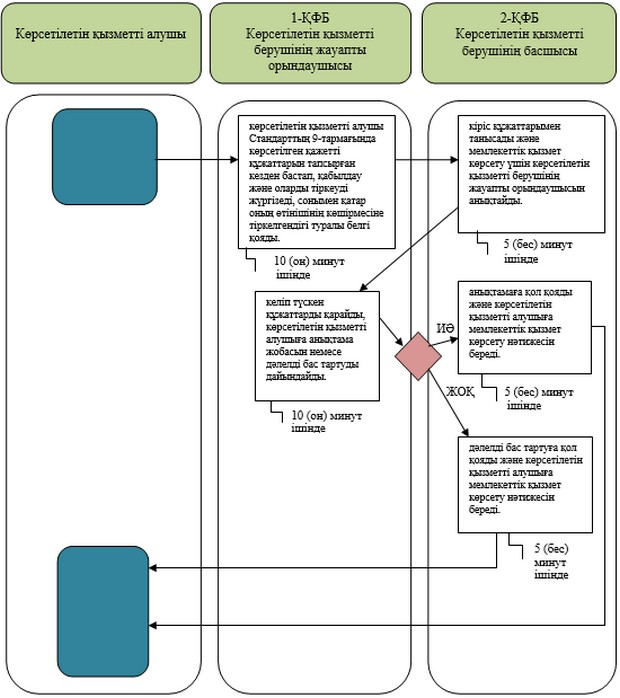 Көрсетілетін қызметті алушы
1-ҚФБ
Көрсетілетін қызметті
берушінің жауапты
орындаушысы
2-ҚФБ
Көрсетілетін қызметті
берушінің басшысы
көрсетілетін қызметті алушы
Стандарттың 9-тармағында
көрсетілген қажетті
құжаттарын тапсырған
кезден бастап, қабылдау
және оларды тіркеуді
жүргізеді, сонымен қатар
оның өтінішінің көшірмесіне
тіркелгендігі туралы белгі
қояды.
10 (он) минут
ішінде
кіріс құжаттарымен
танысады және
мемлекеттік қызмет
көрсету үшін көрсетілетін
қызметті берушінің
жауапты орындаушысын
анықтайды.
5 (бес) минут
ішінде
келіп түскен
құжаттарды қарайды,
көрсетілетін қызметті
алушыға анықтама
жобасын немесе
дәлелді бас тартуды
дайындайды.
10 (он) минут
ішінде
ИӘ
анықтамаға қол қояды
және көрсетілетін
қызметті алушыға
мемлекеттік қызмет
көрсету нәтижесін
береді.
5 (бес) минут
ішінде
ЖОҚ
дәлелді бас тартуға қол
қояды және көрсетілетін
қызметті алушыға
мемлекеттік қызмет
көрсету нәтижесін
береді.
5 (бес)
минут
ішінде